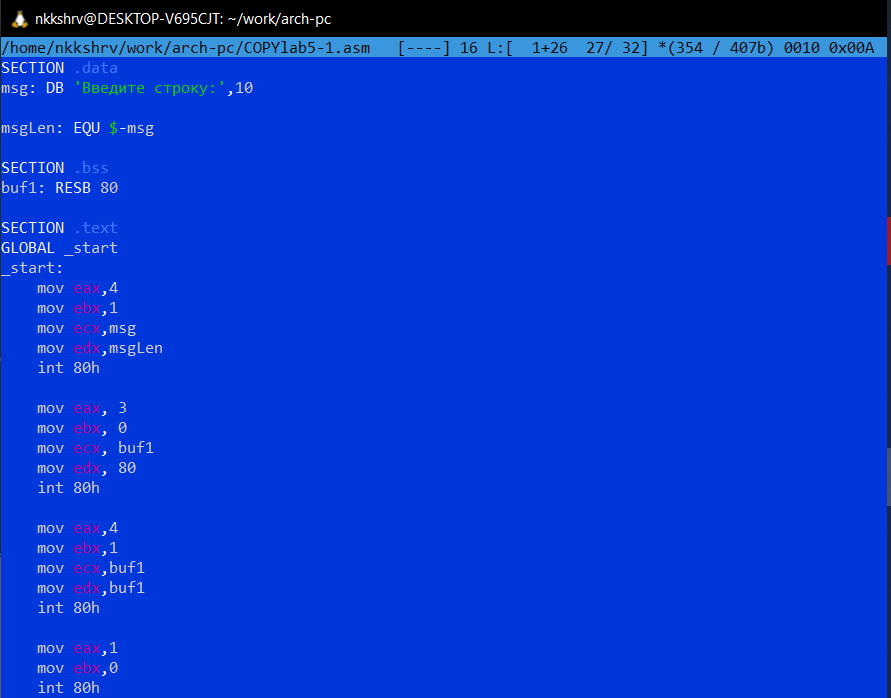 nkkshrv@DESKTOP-V695CJT: ~/work/arch-pc
/home/nkkshrv/work/arch-pc/COPYlab5-1.asm   [----] 16 L:[  1+26  27/ 32] *(354 / 407b) 0010 0x00A
SECTION .data
msg: DB 'Введите строку:',10
msgLen: EQU $-msg
SECTION .bss
buf1: RESB 80
SECTION .text
GLOBAL _start
_start:
mov eax,4
mov ebx,1
mov ecx,msg
mov edx,msgLen
int 80h
mov eax, 3
mov ebx, 0
mov ecx, buf1
mov edx, 80
int 80h
mov eax,4
mov ebx,1
mov ecx,buf1
mov edx,buf1
int 80h
mov eax,1
mov ebx,0
int 80h